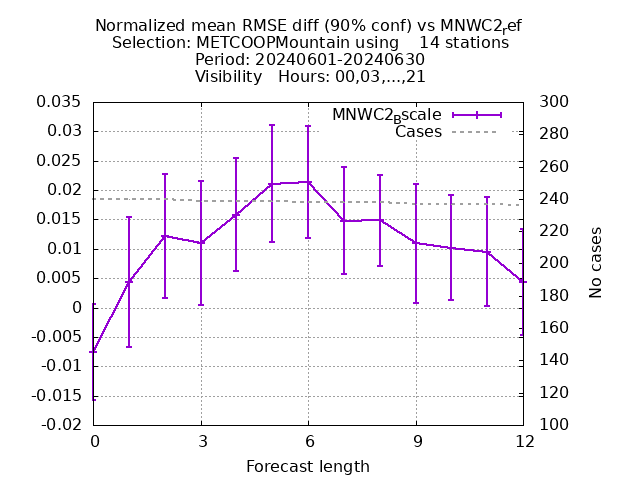 Normalized mean RMSE diff (90% conf) vs MNWC2ref
Selection: METCOOPMountain using 14 stations
Period: 20240601-20240630
Visibility Hours: 00,03,...,21
MNWC2Bscale
Cases
0.035
0.03
0.025
0.02
0.015
0.01
0.005
0
-0.005
-0.01
-0.015
-0.02
300
280
260
240
220
200
180
160
140
120
100
No cases
0 3 6 9 12
Forecast length